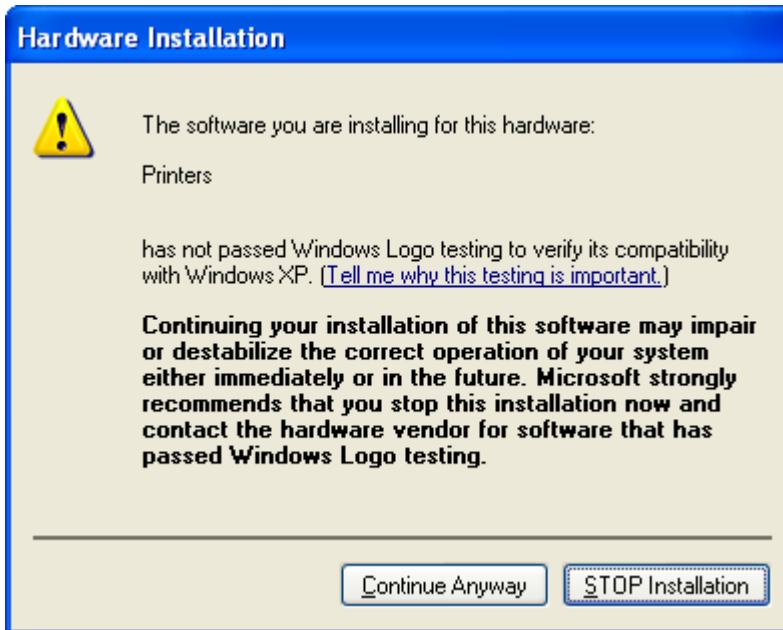 Hardware Installation
The software you are installing for this hardware:
Printers
has not passed Windows Logo testing to verify its compatibility
with Windows XP. (Tell me why this testing is important.)
Continuing your installation of this software may impair
or destabilize the correct operation of your system
either immediately or in the future. Microsoft strongly
recommends that you stop this installation now and
contact the hardware vendor for software that has
passed Windows Logo testing.
Continue Anyway STOP Installation